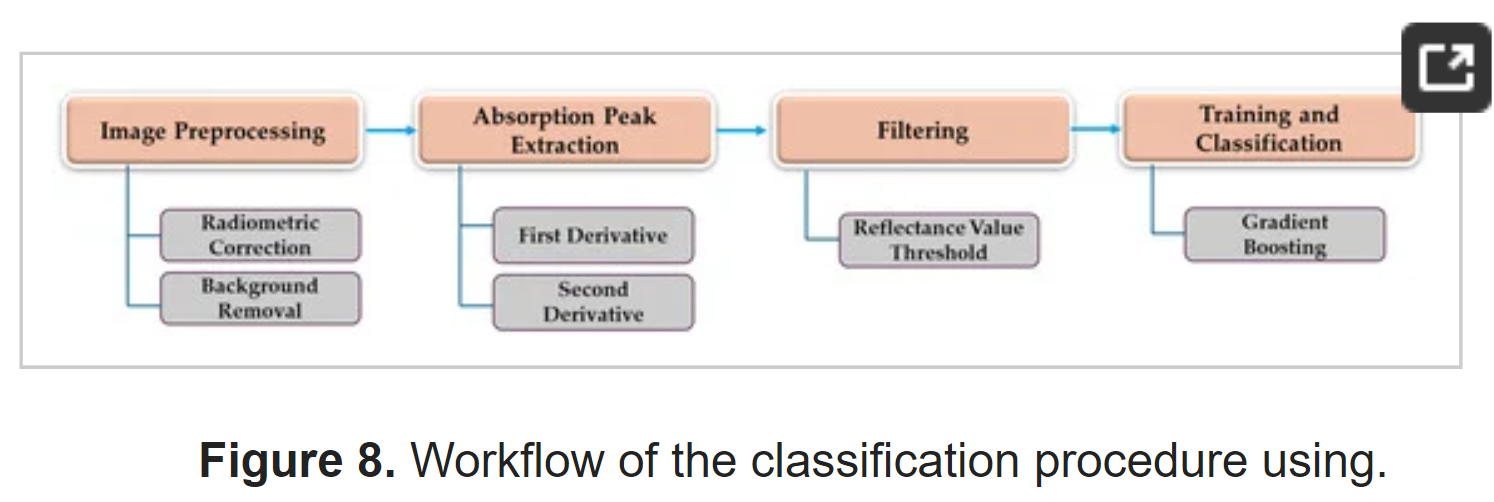 Image Preprocessing
Radiometric
Correction
Background
Removal
Absorption Peak
Extraction
First Derivative
Second
Derivative
Filtering
Reflectance Value
Threshold
Training and
Classification
Gradient
Boosting
Figure 8. Workflow of the classification procedure using.